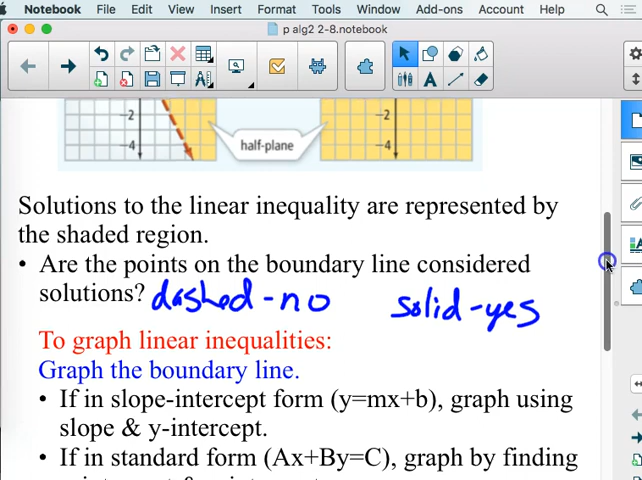 Notebook File Edit View Insert Format Tools Window Add-ons Account Help
p alg2 2-8.notebook
-2 -2
-4 half-plane -4
Solutions to the linear inequality are represented by
the shaded region.
• Are the points on the boundary line considered
solutions? dashed - no solid - yes
To graph linear inequalities:
Graph the boundary line.
• If in slope-intercept form (y=mx+b), graph using
slope & y-intercept.
• If in standard form (Ax+By=C), graph by finding